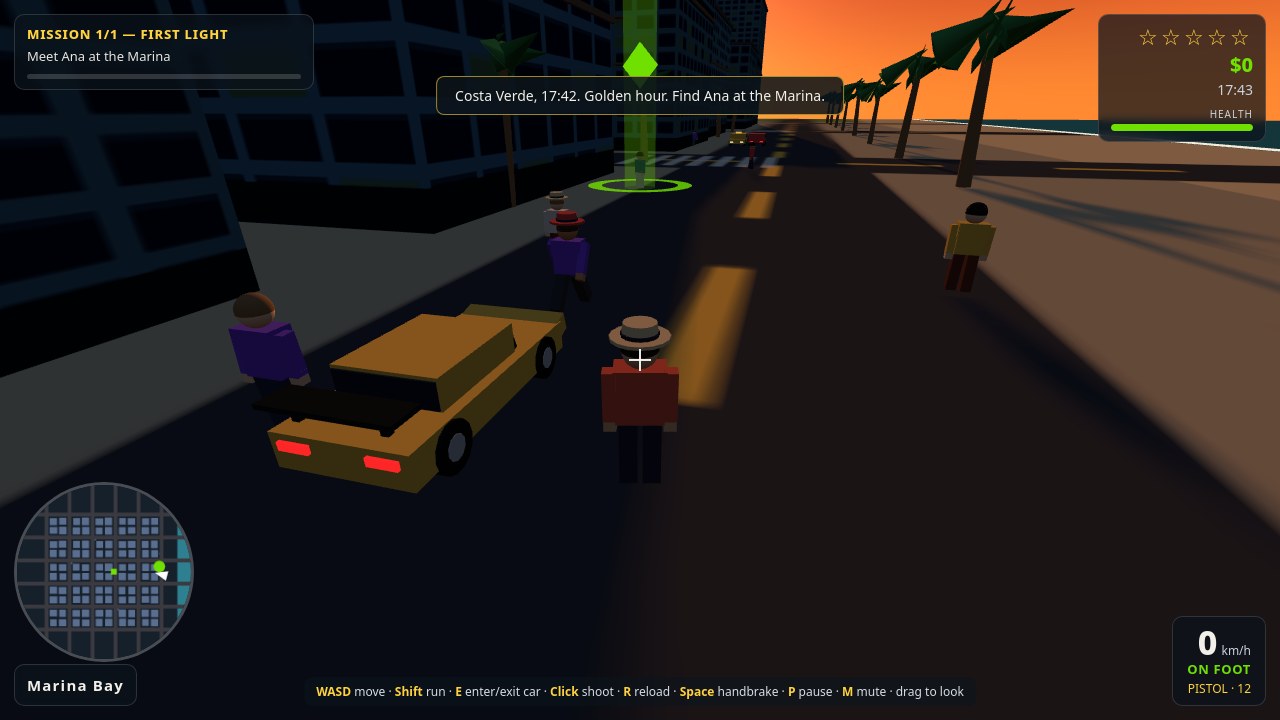 MISSION 1/1 — FIRST LIGHT
Meet Ana at the Marina
Costa Verde, 17:42. Golden hour. Find Ana at the Marina.
☆☆☆☆☆
$0
17:43
HEALTH
Marina Bay
WASD move · Shift run · E enter/exit car · Click shoot · R reload · Space handbrake · P pause · M mute · drag to look
0 km/h
ON FOOT
PISTOL · 12